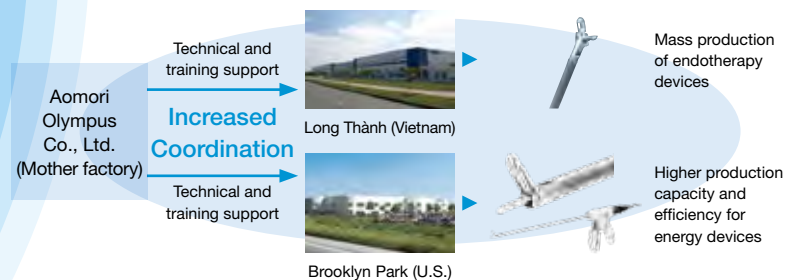 Aomori
Olympus
Co., Ltd.
(Mother factory)
Technical and
training support
Increased
Coordination
Technical and
training support
Long Thành (Vietnam)
Brooklyn Park (U.S.)
Mass production
of endotherapy
devices
Higher production
capacity and
efficiency for
energy devices